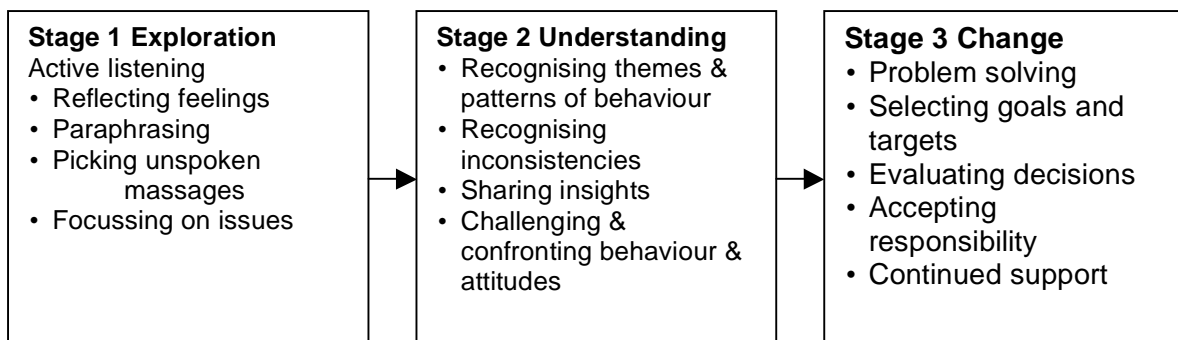 Stage 1 Exploration
Active listening
• Reflecting feelings
• Paraphrasing
• Picking unspoken
massages
• Focussing on issues
Stage 2 Understanding
• Recognising themes &
patterns of behaviour
• Recognising
inconsistencies
• Sharing insights
• Challenging &
confronting behaviour &
attitudes
Stage 3 Change
• Problem solving
• Selecting goals and
targets
• Evaluating decisions
• Accepting
responsibility
• Continued support